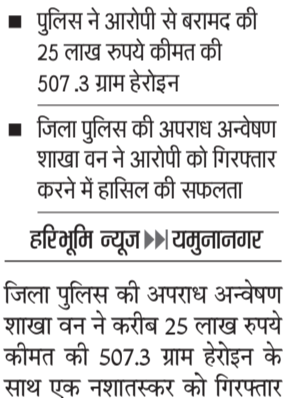 ■ पुलिस ने आरोपी से बरामद की
25 लाख रुपये कीमत की
507 .3 ग्राम हेरोइन
■ जिला पुलिस की अपराध अन्वेषण
शाखा वन ने आरोपी को गिरफ्तार
करने में हासिल की सफलता
हरिभूमि न्यूज ▶▶| यमुनानगर
जिला पुलिस की अपराध अन्वेषण
शाखा वन ने करीब 25 लाख रुपये
कीमत की 507.3 ग्राम हेरोइन के
साथ एक नशातस्कर को गिरफ्तार